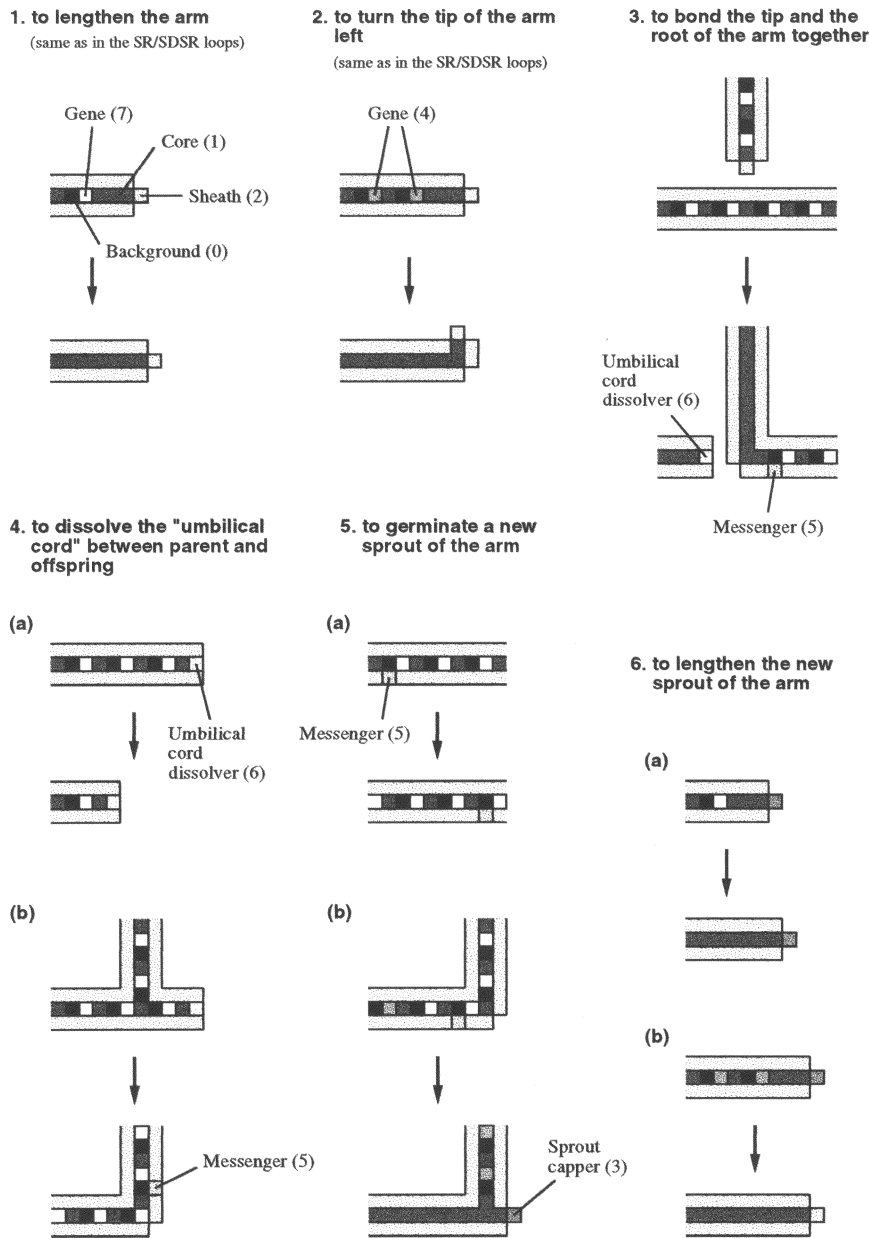 1. to lengthen the arm
(same as in the SR/SDSR loops)
Gene (7)
Core (1)
Sheath (2)
Background (0)
2. to turn the tip of the arm
left
(same as in the SR/SDSR loops)
Gene (4)
3. to bond the tip and the
root of the arm together
Umbilical
cord
dissolver (6)
Messenger (5)
4. to dissolve the "umbilical
cord" between parent and
offspring
(a)
Umbilical
cord
dissolver (6)
(b)
Messenger (5)
5. to germinate a new
sprout of the arm
(a)
Messenger (5)
(b)
Sprout
capper (3)
6. to lengthen the new
sprout of the arm
(a)
(b)